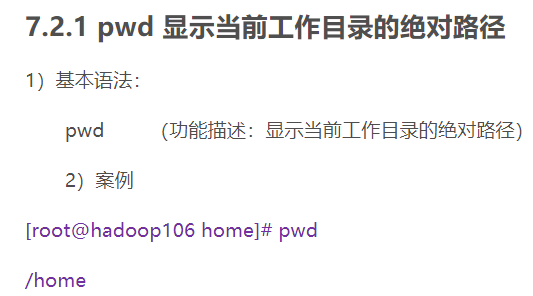 7.2.1 pwd 显示当前工作目录的绝对路径
1）基本语法：
pwd （功能描述：显示当前工作目录的绝对路径）
2）案例
[root@hadoop106 home]# pwd
/home